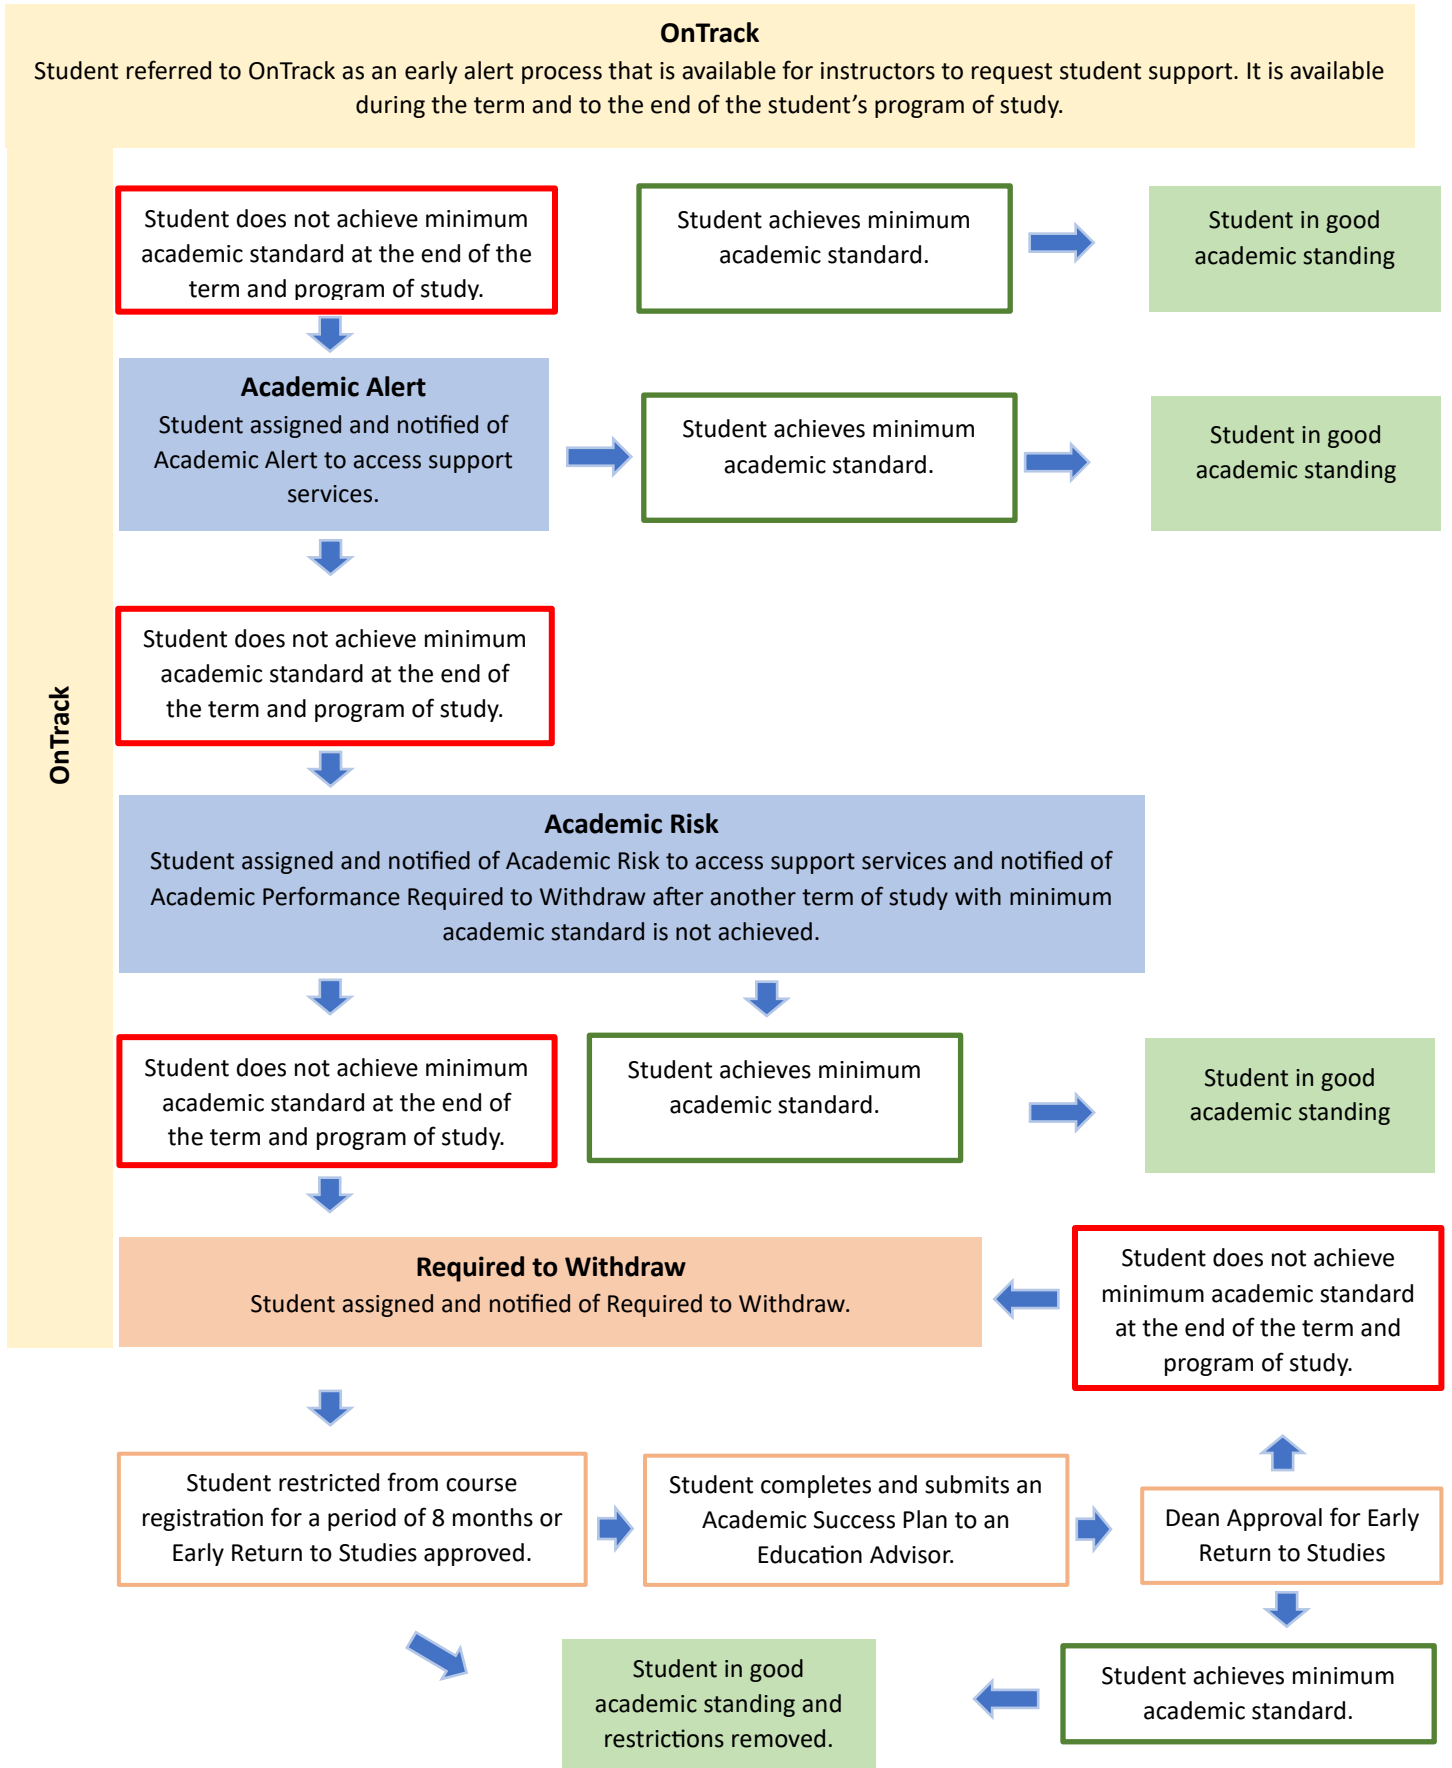 OnTrack
Student referred to OnTrack as an early alert process that is available for instructors to request student support. It is available
during the term and to the end of the student’s program of study.
OnTrack
Student does not achieve minimum
academic standard at the end of the
term and program of study.
Student achieves minimum
academic standard.
Student in good
academic standing
Academic Alert
Student assigned and notified of
Academic Alert to access support
services.
Student achieves minimum
academic standard.
Student in good
academic standing
Student does not achieve minimum
academic standard at the end of
the term and program of study.
Academic Risk
Student assigned and notified of Academic Risk to access support services and notified of
Academic Performance Required to Withdraw after another term of study with minimum
academic standard is not achieved.
Student does not achieve minimum
academic standard at the end of
the term and program of study.
Student achieves minimum
academic standard.
Student in good
academic standing
Required to Withdraw
Student assigned and notified of Required to Withdraw.
Student does not achieve
minimum academic standard
at the end of the term and
program of study.
Student restricted from course
registration for a period of 8 months or
Early Return to Studies approved.
Student completes and submits an
Academic Success Plan to an
Education Advisor.
Dean Approval for Early
Return to Studies
Student in good
academic standing and
restrictions removed.
Student achieves minimum
academic standard.